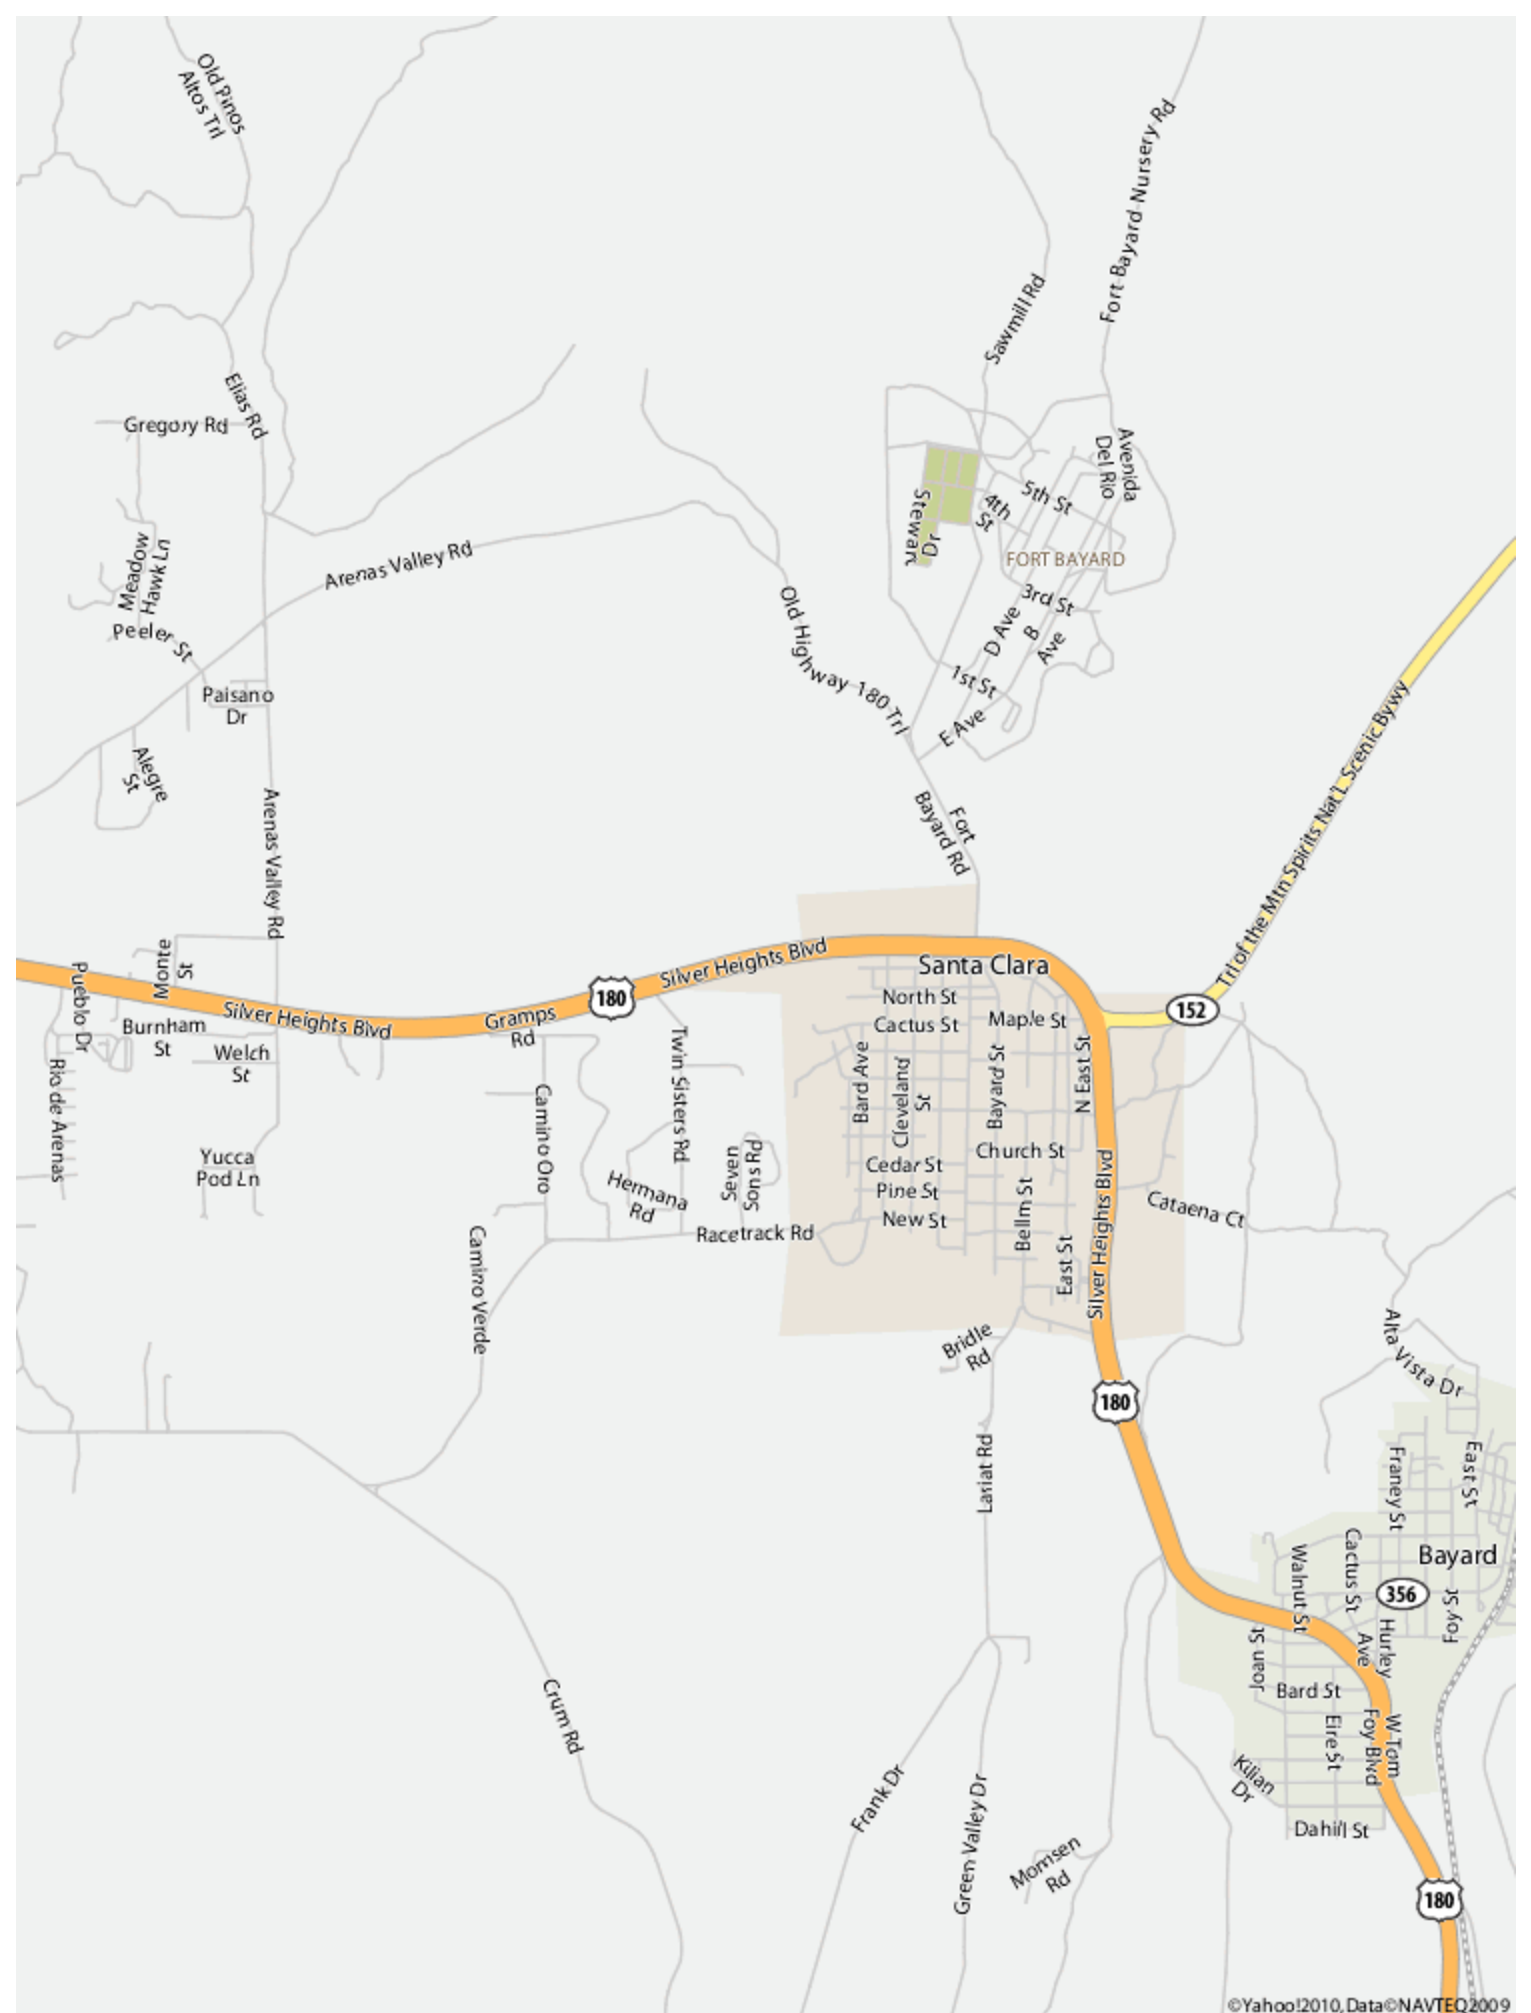 Old Pinos
Altos Trl
Fort Bayard Nursery Rd
Sawmill Rd
Elias Rd
Gregory Rd
Avenida
Del Rio
5th St
4th
St
Stewart
Dr
Arenas Valley Rd
Meadow
Hawk Ln
FORT BAYARD
3rd St
D Ave
B
Ave
Peeler St
Old Highway 180 Trl
1st St
Paisano
Dr
E Ave
Trl of the Mtn Spirits Nat'L Scenic Bywy
Alegre
St
Arenas Valley Rd
Fort
Bayard Rd
Monte
St
Silver Heights Blvd
Santa Clara
Pueblo Dr
180
North St
152
Silver Heights Blvd
Gramps
Rd
Burnham
St
Cactus St
Maple St
Welch
St
Rio de Arenas
Camino Oro
Twin Sisters Rd
Bard Ave
Cleveland
St
Bayard St
N East St
Yucca
Pod Ln
Seven
Sons Rd
Church St
Cedar St
Hermana
Rd
Pine St
Bellm St
Silver Heights Blvd
Cataena Ct
New St
Racetrack Rd
East St
Camino Verde
Bridle
Rd
Alta Vista Dr
180
Lariat Rd
Franey St
East St
Walnut St
Cactus St
Bayard
356
Foy St
Joan St
Hurley
Ave
Bard St
Crum Rd
Eire St
W Tom
Foy Blvd
Kilian
Dr
Frank Dr
Green Valley Dr
Dahill St
Morrisen
Rd
180
©Yahoo!2010, Data©NAVTEQ2009